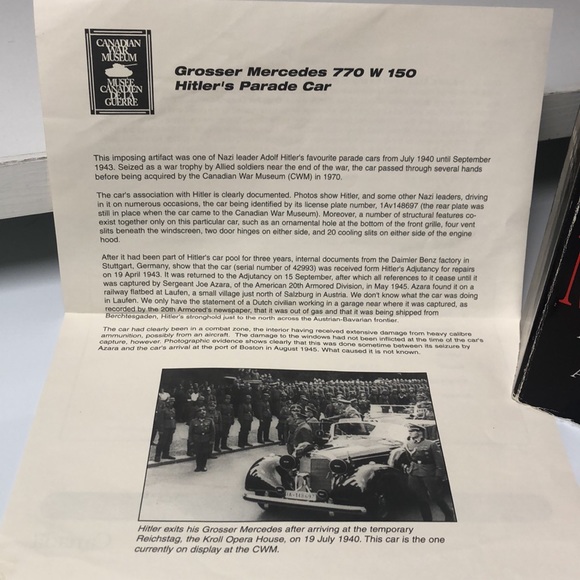 CANADIAN
WAR
MUSEUM
MUSÉE
CANADIEN
DE LA
GUERRE
Grosser Mercedes 770 W 150
Hitler's Parade Car
This imposing artifact was one of Nazi leader Adolf Hitler's favourite parade cars from July 1940 until September
1943. Seized as a war trophy by Allied soldiers near the end of the war, the car passed through several hands
before being acquired by the Canadian War Museum (CWM) in 1970.
The car's association with Hitler is clearly documented. Photos show Hitler, and some other Nazi leaders, driving
in it on numerous occasions, the car being identified by its license plate number, 1Av148697 (the rear plate was
still in place when the car came to the Canadian War Museum). Moreover, a number of structural features co-
exist together only on this particular car, such as an ornamental hole at the bottom of the front grille, four vent
slits beneath the windscreen, two door hinges on either side, and 20 cooling slits on either side of the engine
hood.
After it had been part of Hitler's car pool for three years, internal documents from the Daimler Benz factory in
Stuttgart, Germany, show that the car (serial number of 42993) was received form Hitler's Adjutancy for repairs
on 19 April 1943. It was returned to the Adjutancy on 15 September, after which all references to it cease until it
was captured by Sergeant Joe Azara, of the American 20th Armored Division, in May 1945. Azara found it on a
railway flatbed at Laufen, a small village just north of Salzburg in Austria. We don't know what the car was doing
in Laufen. We only have the statement of a Dutch civilian working in a garage near where it was captured, as
recorded by the 20th Armored's newspaper, that it was out of gas and that it was being shipped from
Berchtesgaden, Hitler's stronghold just to the north across the Austrian-Bavarian frontier.
The car had clearly been in a combat zone, the interior having received extensive damage from heavy calibre
ammunition, possibly from an aircraft. The damage to the windows had not been inflicted at the time of the car's
capture, however. Photographic evidence shows clearly that this was done sometime between its seizure by
Azara and the car's arrival at the port of Boston in August 1945. What caused it is not known.
Hitler exits his Grosser Mercedes after arriving at the temporary
Reichstag, the Kroll Opera House, on 19 July 1940. This car is the one
currently on display at the CWM.